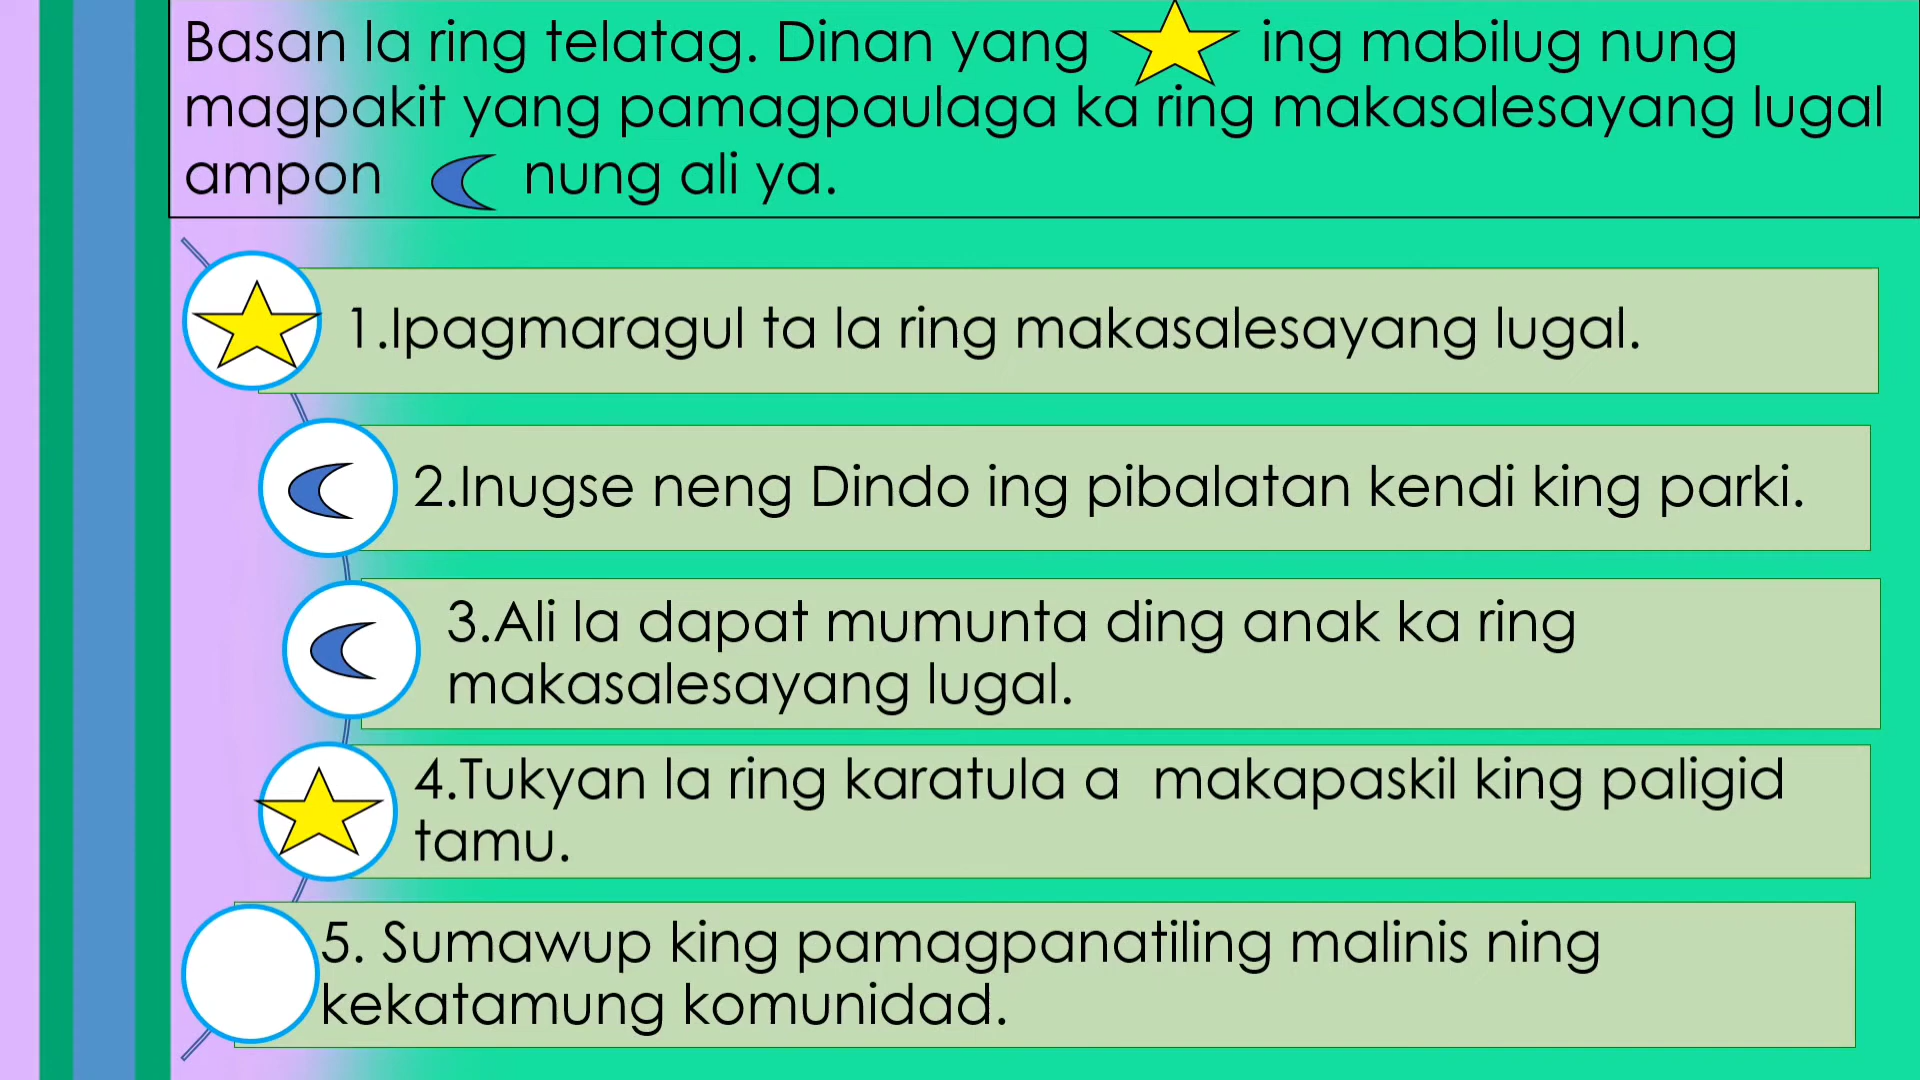 Basan la ring telatag. Dinan yang ing mabilug nung
magpakit yang pamagpaulaga ka ring makasalesayang lugal
ampon nung ali ya.
1.Ipagmaragul ta la ring makasalesayang lugal.
2.Inugse neng Dindo ing pibalatan kendi king parki.
3.Ali la dapat mumunta ding anak ka ring
makasalesayang lugal.
4.Tukyan la ring karatula a makapaskil king paligid
tamu.
5. Sumawup king pamagpanatiling malinis ning
kekatamung komunidad.